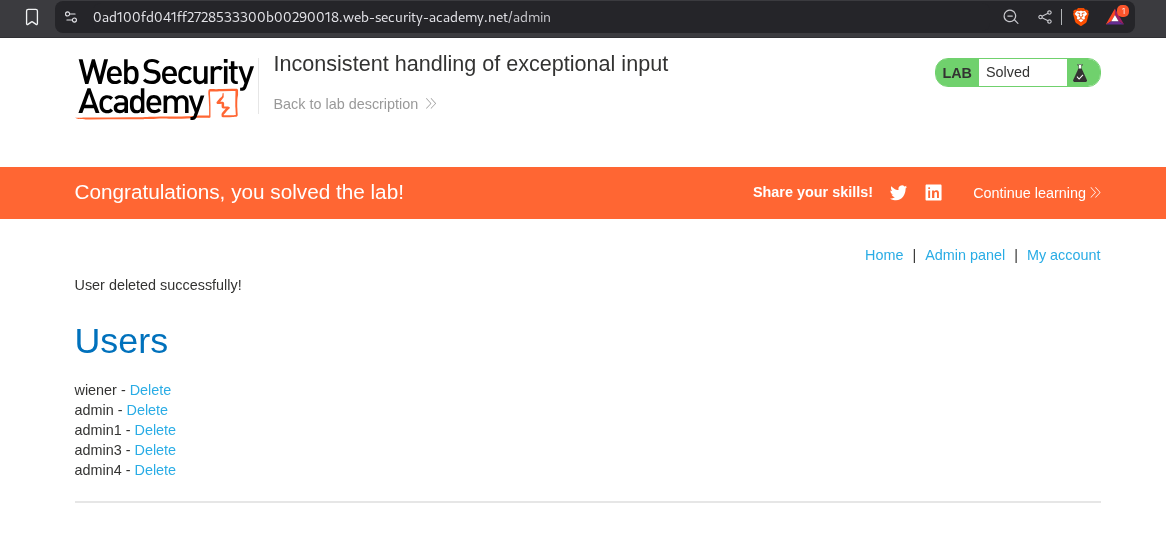 0ad100fd041ff2728533300b00290018.web-security-academy.net/admin
1
Web Security
Academy
Inconsistent handling of exceptional input
Back to lab description
LAB Solved
Congratulations, you solved the lab!
Share your skills!
Continue learning
Home | Admin panel | My account
User deleted successfully!
Users
wiener - Delete
admin - Delete
admin1 - Delete
admin3 - Delete
admin4 - Delete